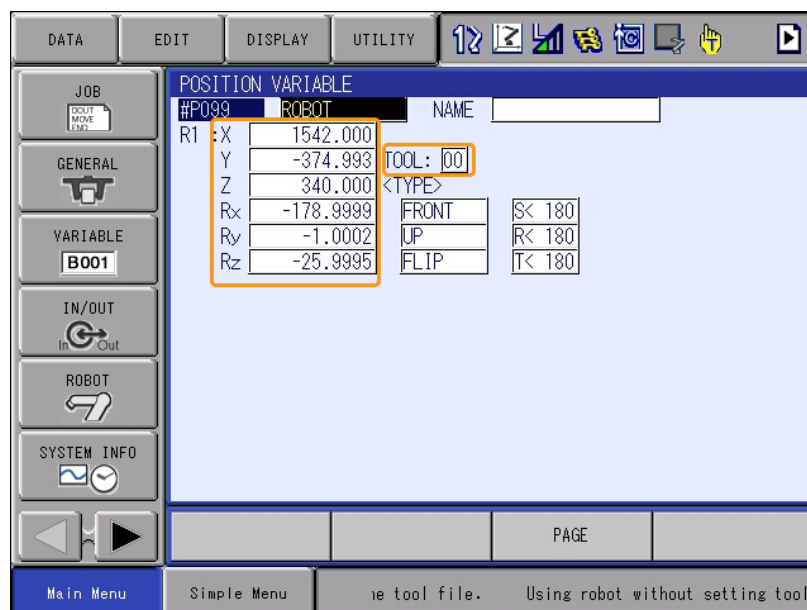 DATA EDIT DISPLAY UTILITY
JOB
DOUT
MOVE
END
GENERAL
VARIABLE
B001
IN/OUT
In Out
ROBOT
SYSTEM INFO
POSITION VARIABLE
#P099 ROBOT NAME
R1 :X 1542.000
Y -374.993 TOOL: 00
Z 340.000 <TYPE>
Rx -178.9999 FRONT S< 180
Ry -1.0002 UP R< 180
Rz -25.9995 FLIP T< 180
PAGE
Main Menu Simple Menu e tool file. Using robot without setting tool